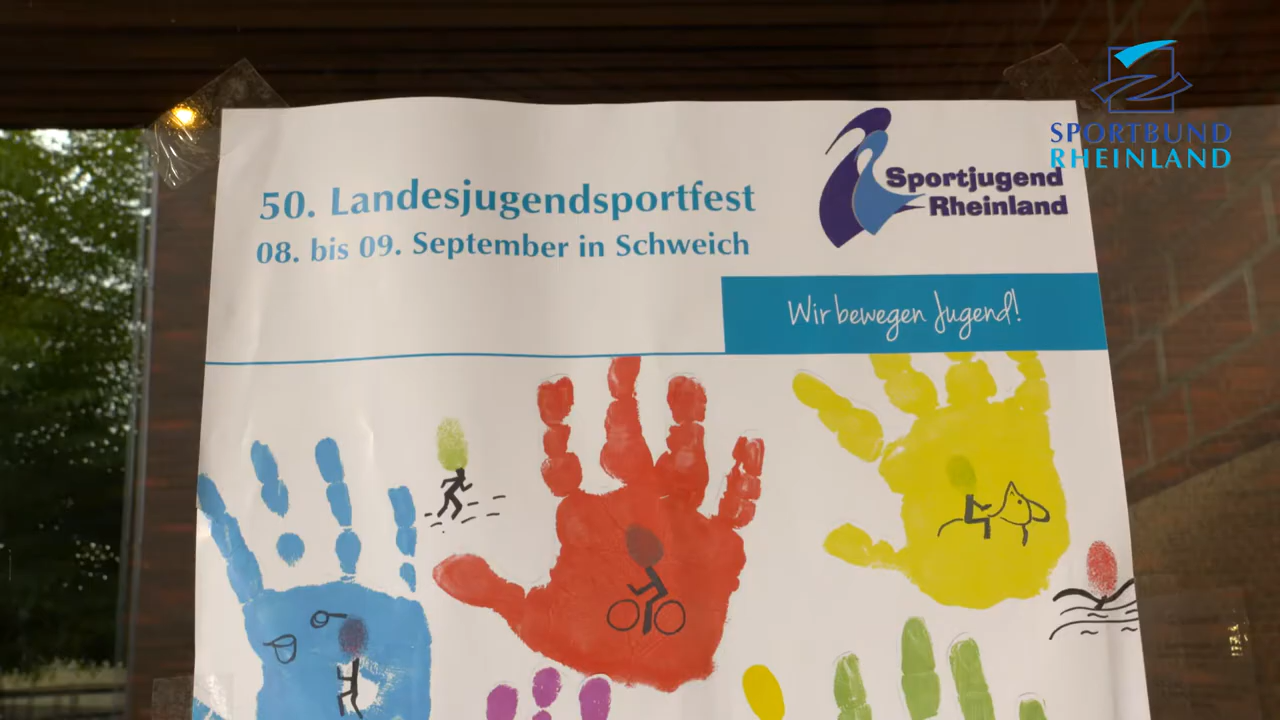 50. Landesjugendsportfest
08. bis 09. September in Schweich
Sportjugend
Rheinland
Wir bewegen Jugend!
SPORTBUND
RHEINLAND